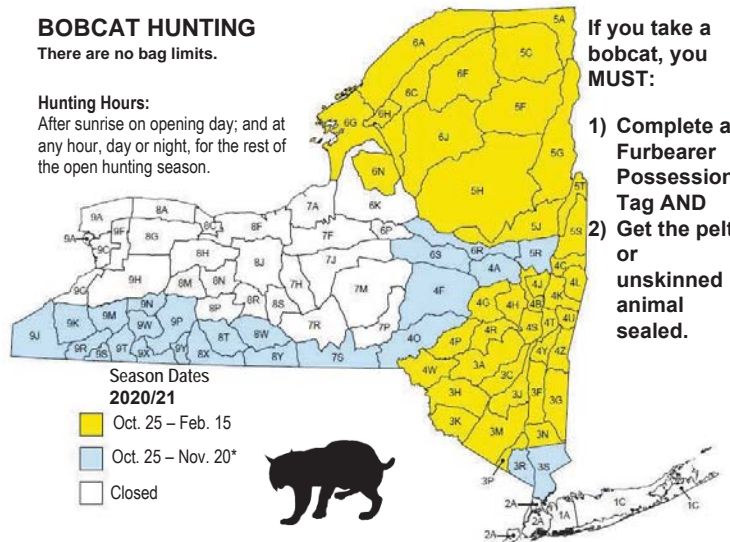 BOBCAT HUNTING
There are no bag limits.
Hunting Hours:
After sunrise on opening day; and at
any hour, day or night, for the rest of
the open hunting season.
If you take a
bobcat, you
MUST:
1) Complete a
Furbearer
Possession
Tag AND
2) Get the pelt
or
unskinned
animal
sealed.
5A
6A
5C
6F
6C
5F
6G
6H
6J
5G
6N
5H
5T
7A
6K
9A
8A
8C
8F
7F
6P
5J
5S
9A
9F
8G
9C
6S
6R
5R
8H
8J
7J
4A
4C
9H
8M
8N
7H
7M
4F
4J
4K
4L
9G
8R
8S
4G
4H
4B
9M
9N
8P
7R
7P
4R
4S
4T
4U
9J
9K
9W
9P
8T
8W
4O
4P
9R
9S
9T
9X
9Y
8X
8Y
7S
3A
4Y
4Z
4W
3C
3H
3J
3F
3G
3K
3M
3N
3P
3R
3S
2A
2A
2A
1A
1C
1C
Season Dates
2020/21
Oct. 25 – Feb. 15
Oct. 25 – Nov. 20*
Closed